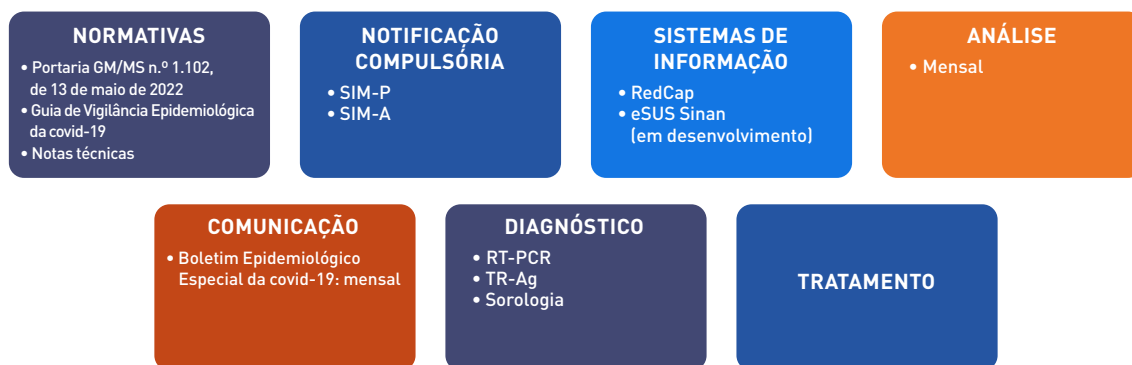 NORMATIVAS
• Portaria GM/MS n.º 1.102,
de 13 de maio de 2022
• Guia de Vigilância Epidemiológica
da covid-19
• Notas técnicas
NOTIFICAÇÃO
COMPULSÓRIA
• SIM-P
• SIM-A
SISTEMAS DE
INFORMAÇÃO
• RedCap
• eSUS Sinan
(em desenvolvimento)
ANÁLISE
• Mensal
COMUNICAÇÃO
• Boletim Epidemiológico
Especial da covid-19: mensal
DIAGNÓSTICO
• RT-PCR
• TR-Ag
• Sorologia
TRATAMENTO